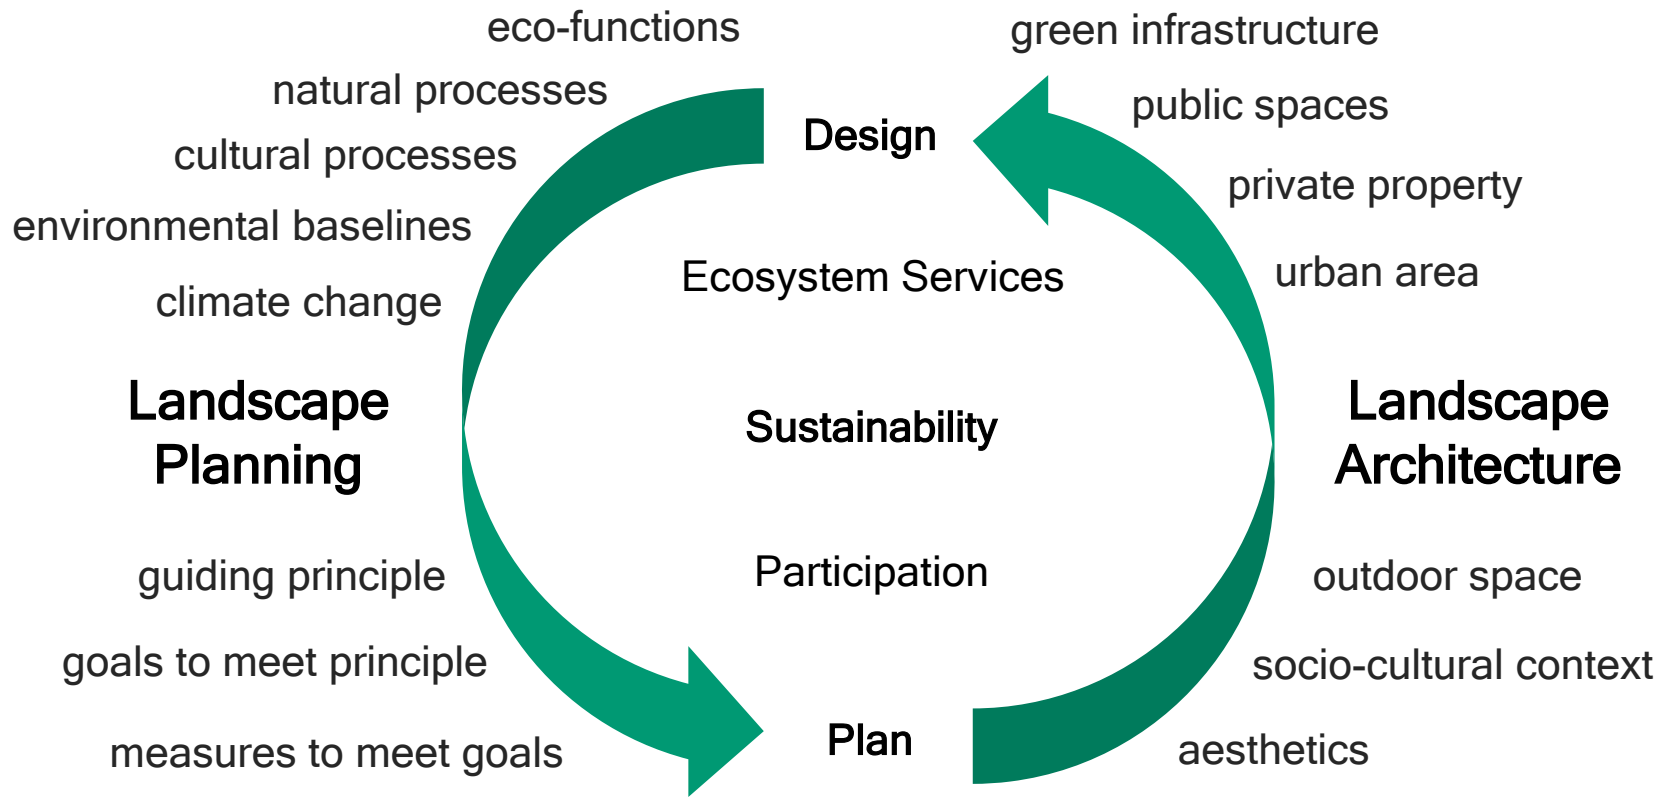 eco-functions
natural processes
cultural processes
environmental baselines
climate change
Landscape
Planning
guiding principle
goals to meet principle
measures to meet goals
Design
Ecosystem Services
Sustainability
Participation
Plan
green infrastructure
public spaces
private property
urban area
Landscape
Architecture
outdoor space
socio-cultural context
aesthetics